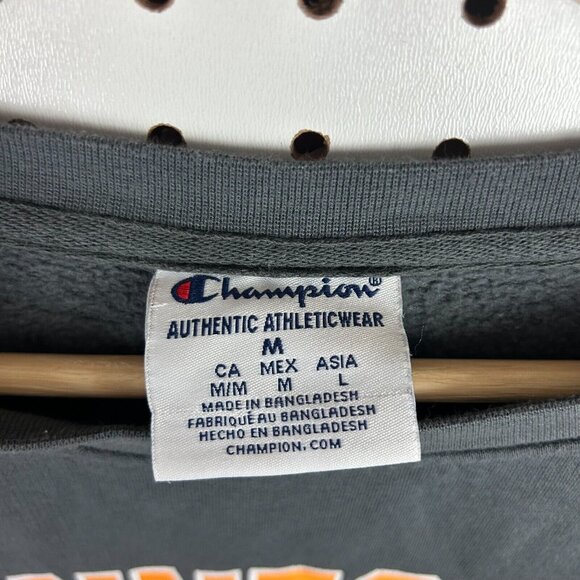 Champion®
AUTHENTIC ATHLETICWEAR
M
CA MEX ASIA
M/M M L
MADE IN BANGLADESH
FABRIQUÉ AU BANGLADESH
HECHO EN BANGLADESH
CHAMPION.COM